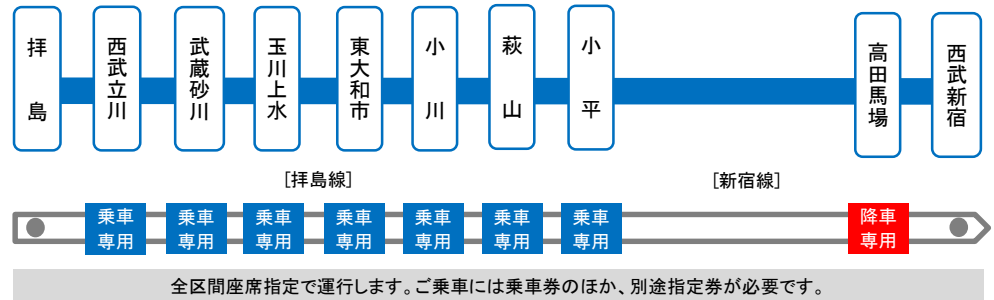 拝島
西武立川
武蔵砂川
玉川上水
東大和市
小川
萩山
小平
高田馬場
西武新宿
［拝島線］
［新宿線］
乗車
専用
乗車
専用
乗車
専用
乗車
専用
乗車
専用
乗車
専用
乗車
専用
降車
専用
全区間座席指定で運行します。ご乗車には乗車券のほか、別途指定券が必要です。